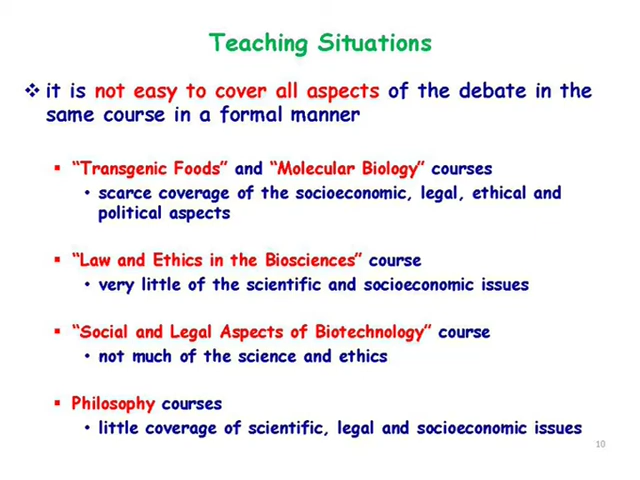 Teaching Situations
❖ it is not easy to cover all aspects of the debate in the
same course in a formal manner
▪ “Transgenic Foods” and “Molecular Biology” courses
• scarce coverage of the socioeconomic, legal, ethical and
political aspects
▪ “Law and Ethics in the Biosciences” course
• very little of the scientific and socioeconomic issues
▪ “Social and Legal Aspects of Biotechnology” course
• not much of the science and ethics
▪ Philosophy courses
• little coverage of scientific, legal and socioeconomic issues
10